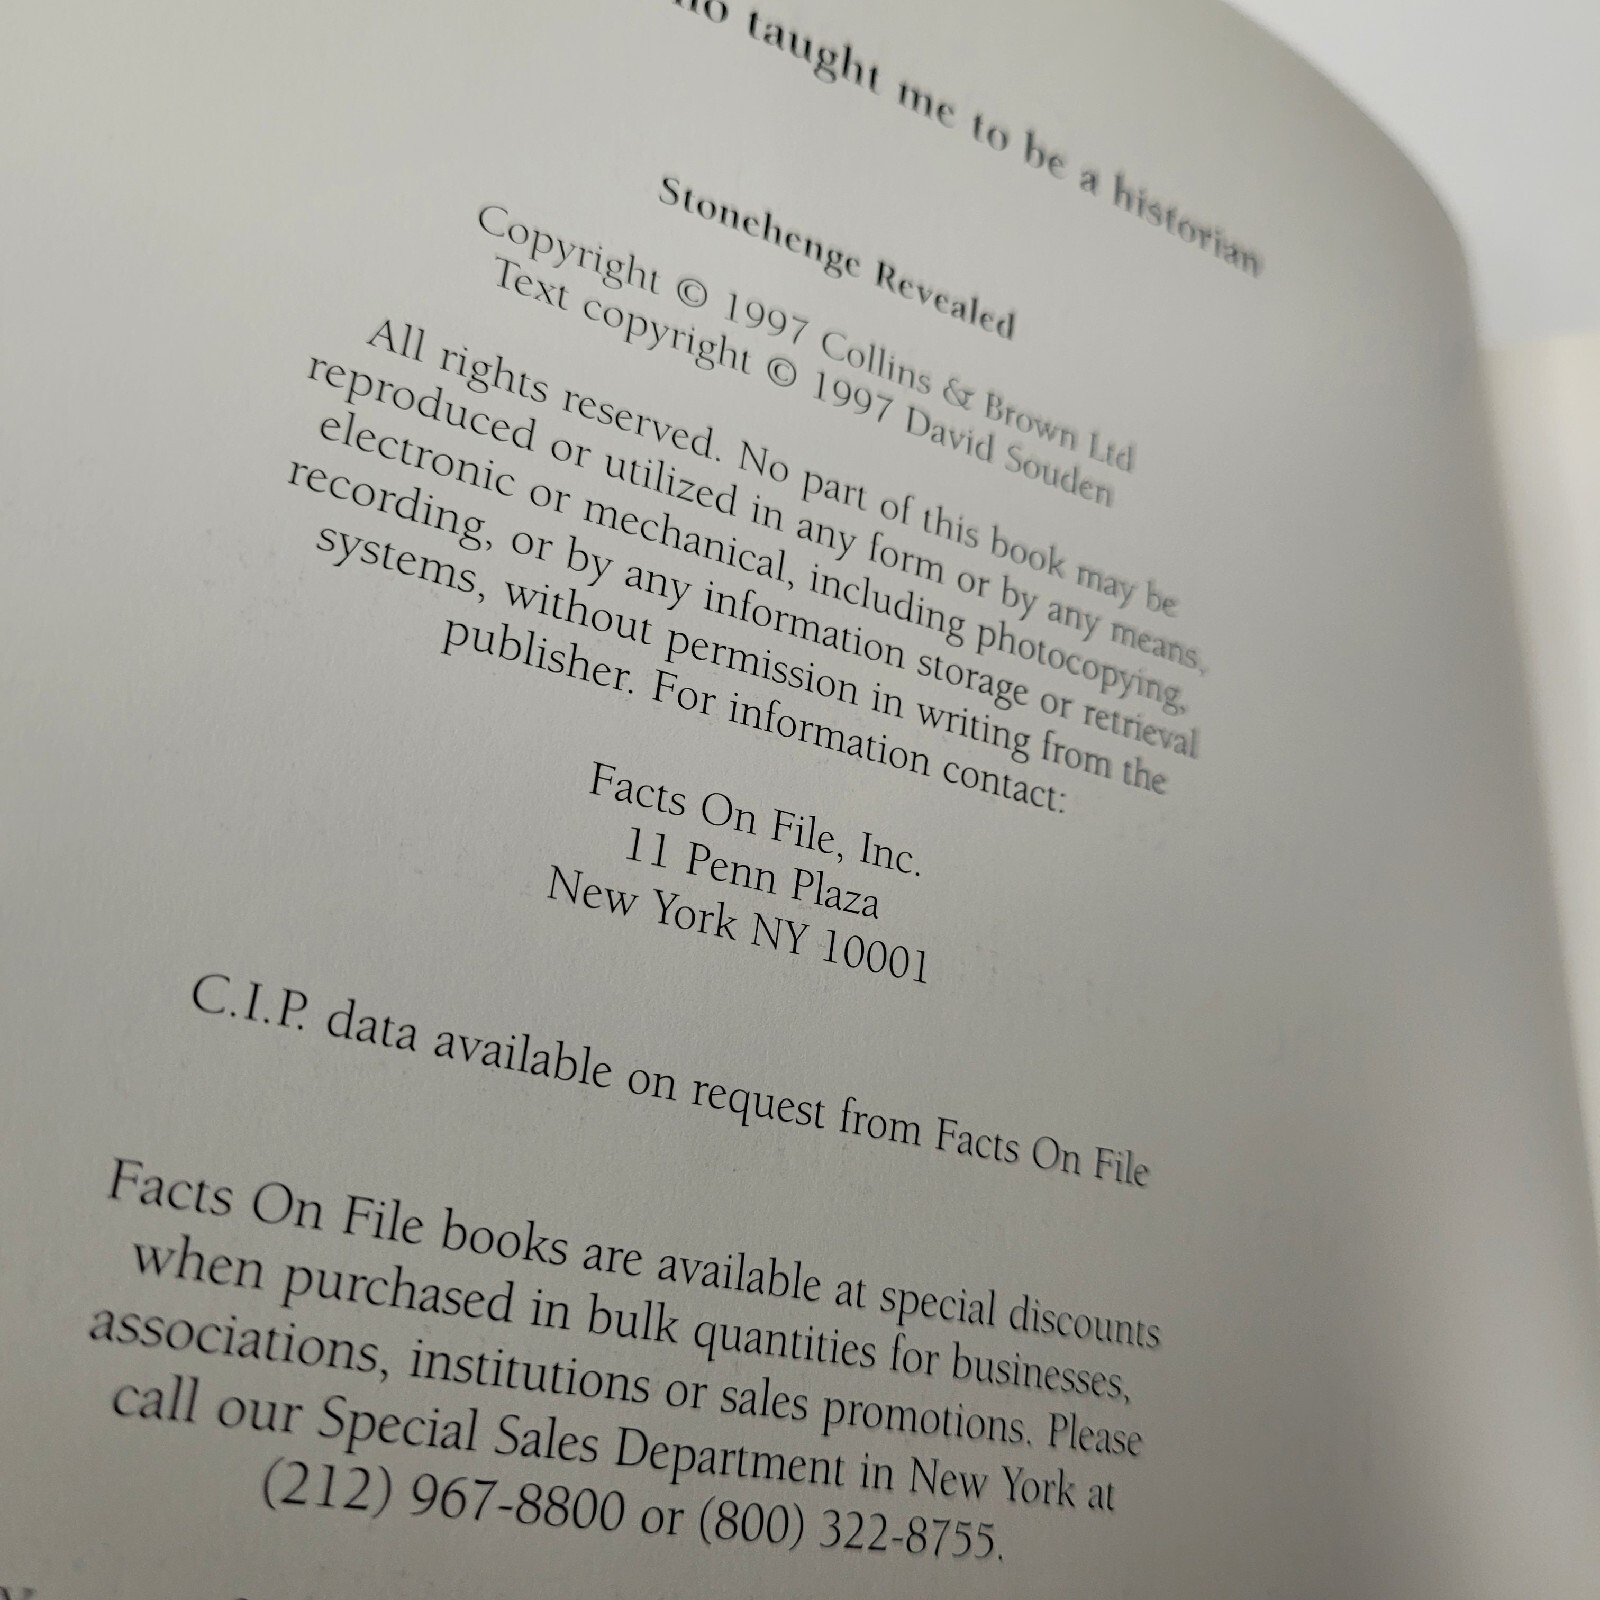 taught me to be a historian
Stonehenge Revealed
Copyright © 1997 Collins & Brown Ltd
Text copyright © 1997 David Souden
All rights reserved. No part of this book may be
reproduced or utilized in any form or by any means,
electronic or mechanical, including photocopying,
recording, or by any information storage or retrieval
systems, without permission in writing from the
publisher. For information contact:
Facts On File, Inc.
11 Penn Plaza
New York NY 10001
C.I.P. data available on request from Facts On File
Facts On File books are available at special discounts
when purchased in bulk quantities for businesses,
associations, institutions or sales promotions. Please
call our Special Sales Department in New York at
(212) 967-8800 or (800) 322-8755.